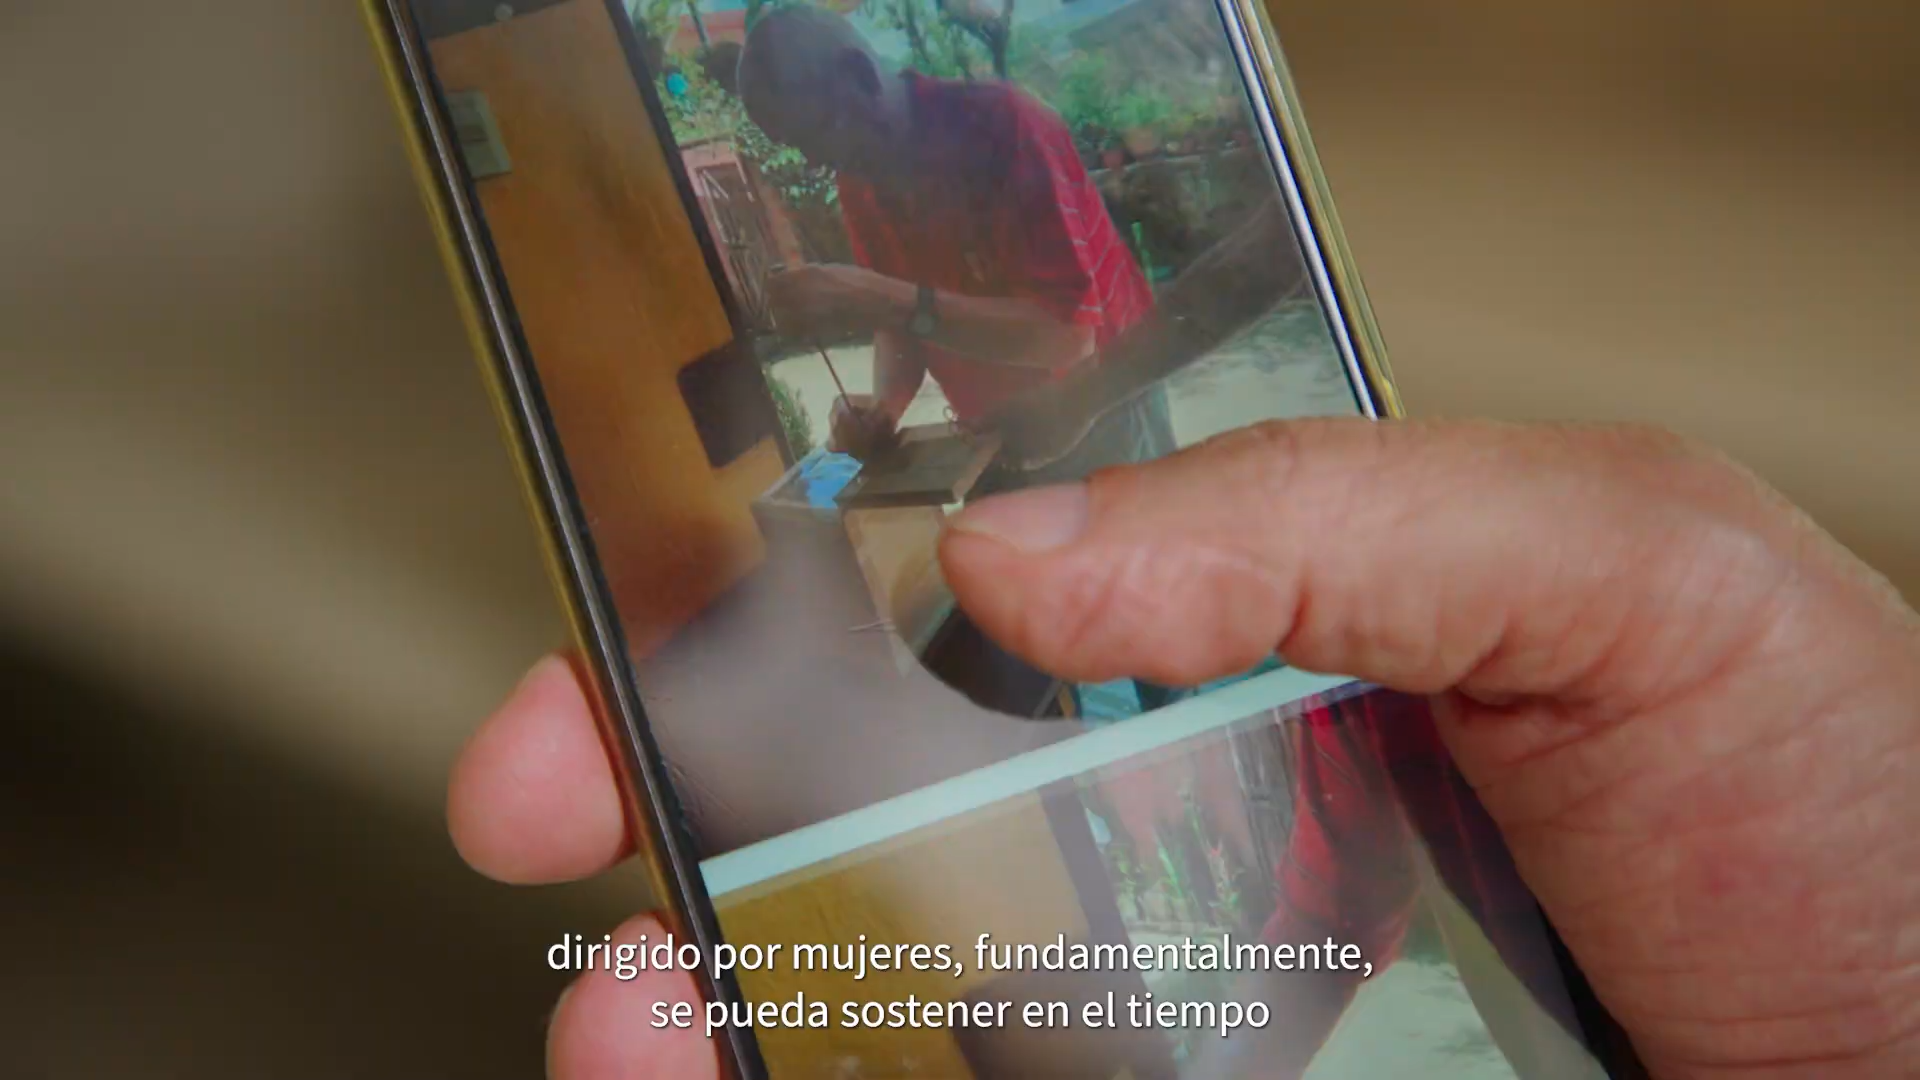 dirigido por mujeres, fundamentalmente,
se pueda sostener en el tiempo